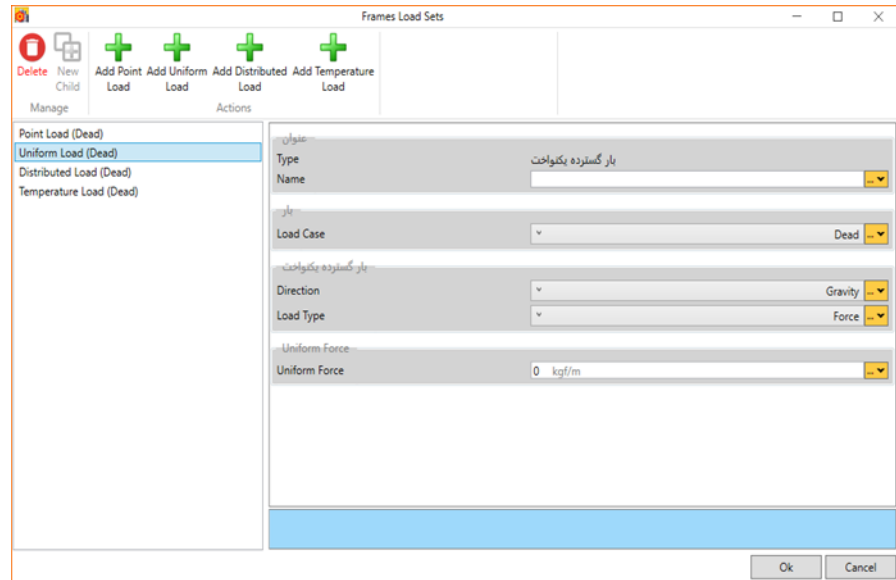 Frames Load Sets
Delete
New Child
Add Point Load
Add Uniform Load
Add Distributed Load
Add Temperature Load
Manage
Actions
Point Load (Dead)
Uniform Load (Dead)
Distributed Load (Dead)
Temperature Load (Dead)
عنوان
Type بار گسترده یکنواخت
Name
بار
Load Case Dead
بار گسترده یکنواخت
Direction Gravity
Load Type Force
Uniform Force
Uniform Force 0 kgf/m
Ok Cancel